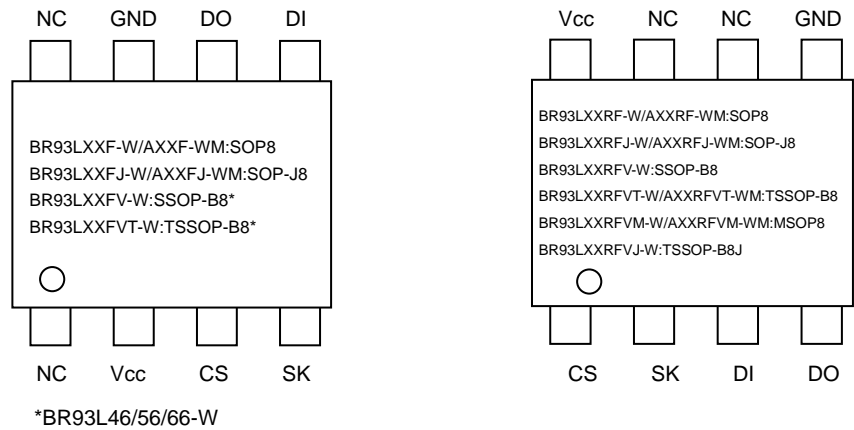 NC GND DO DI
BR93LXXF-W/AXXF-WM:SOP8
BR93LXXFJ-W/AXXFJ-WM:SOP-J8
BR93LXXFV-W:SSOP-B8*
BR93LXXFVT-W:TSSOP-B8*
NC Vcc CS SK
*BR93L46/56/66-W
Vcc NC NC GND
BR93LXXRF-W/AXXRF-WM:SOP8
BR93LXXRFJ-W/AXXRFJ-WM:SOP-J8
BR93LXXRFV-W:SSOP-B8
BR93LXXRFVT-W/AXXRFVT-WM:TSSOP-B8
BR93LXXRFVM-W/AXXRFVM-WM:MSOP8
BR93LXXRFVJ-W:TSSOP-B8J
CS SK DI DO